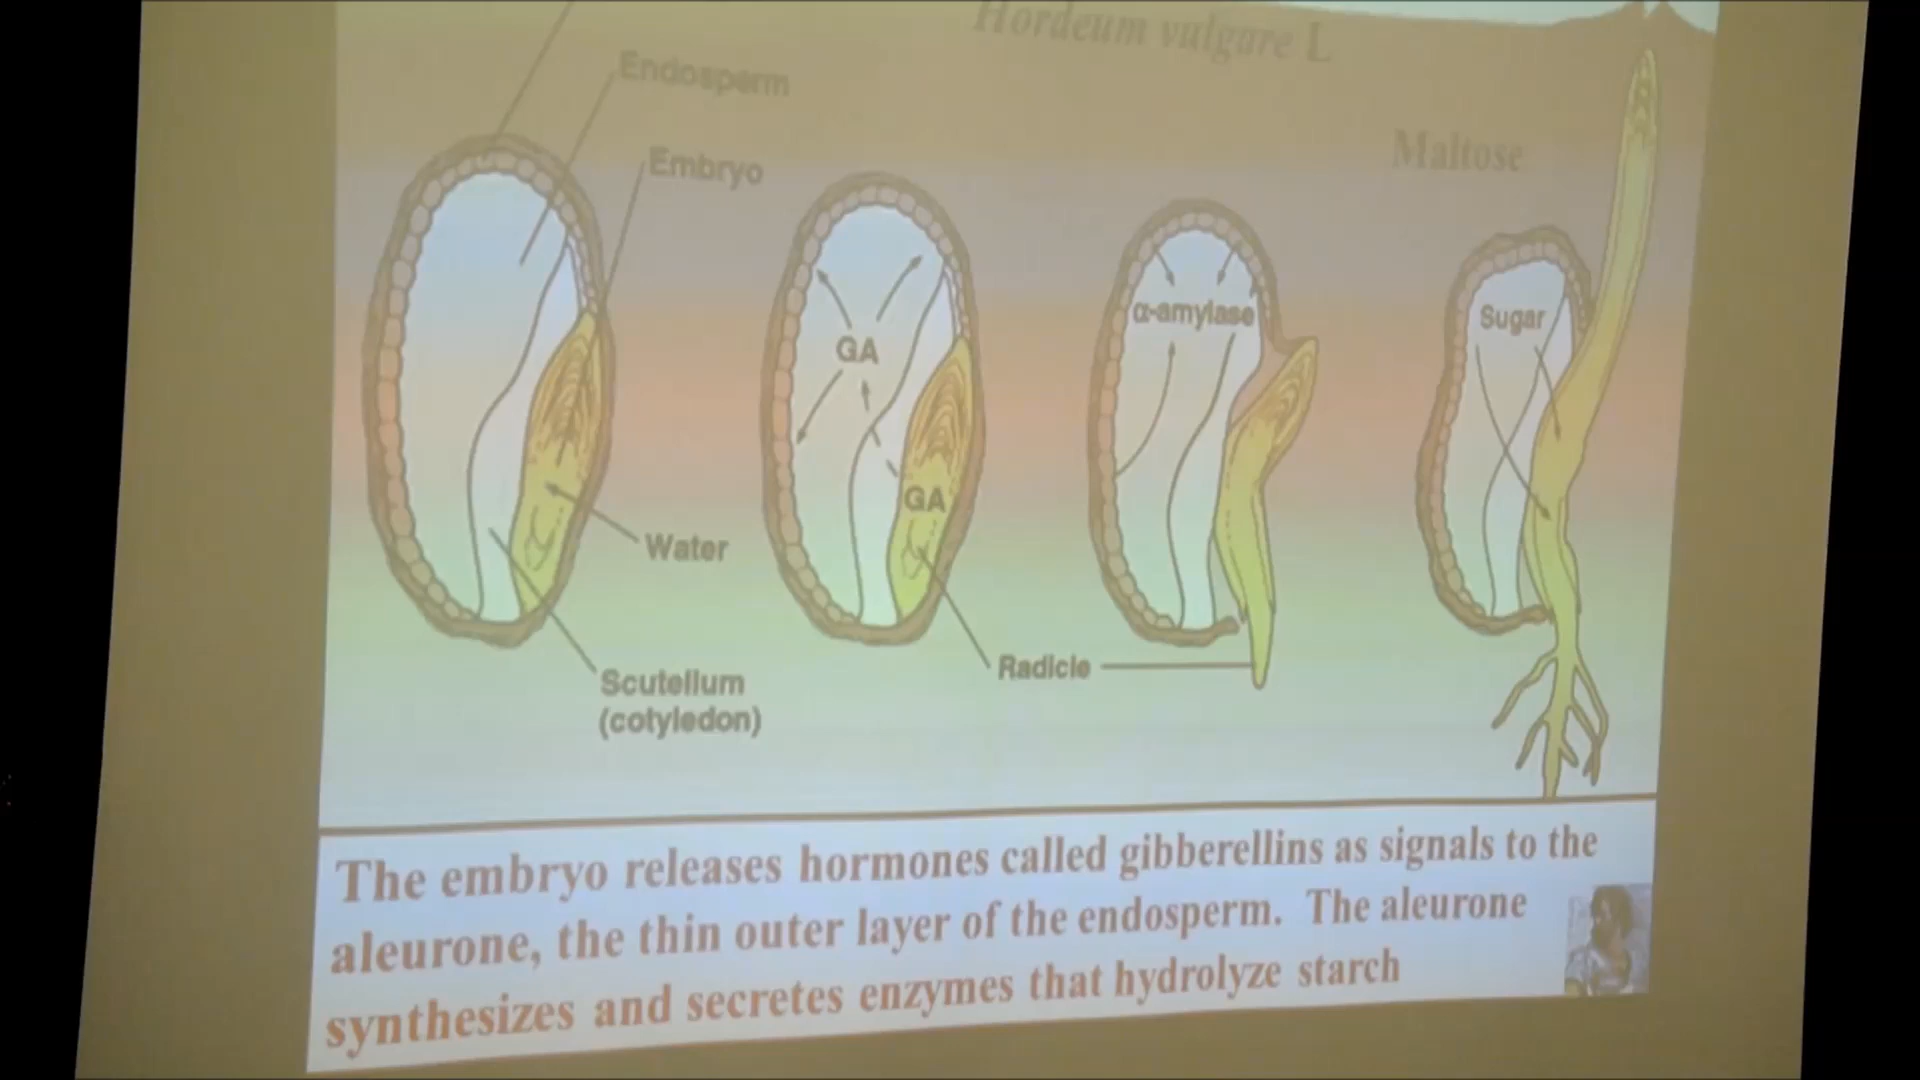 Hordeum vulgare L
Endosperm
Embryo
Maltose
GA
α-amylase
Sugar
GA
Water
Radicle
Scutellum
(cotyledon)
The embryo releases hormones called gibberellins as signals to the
aleurone, the thin outer layer of the endosperm. The aleurone
synthesizes and secretes enzymes that hydrolyze starch